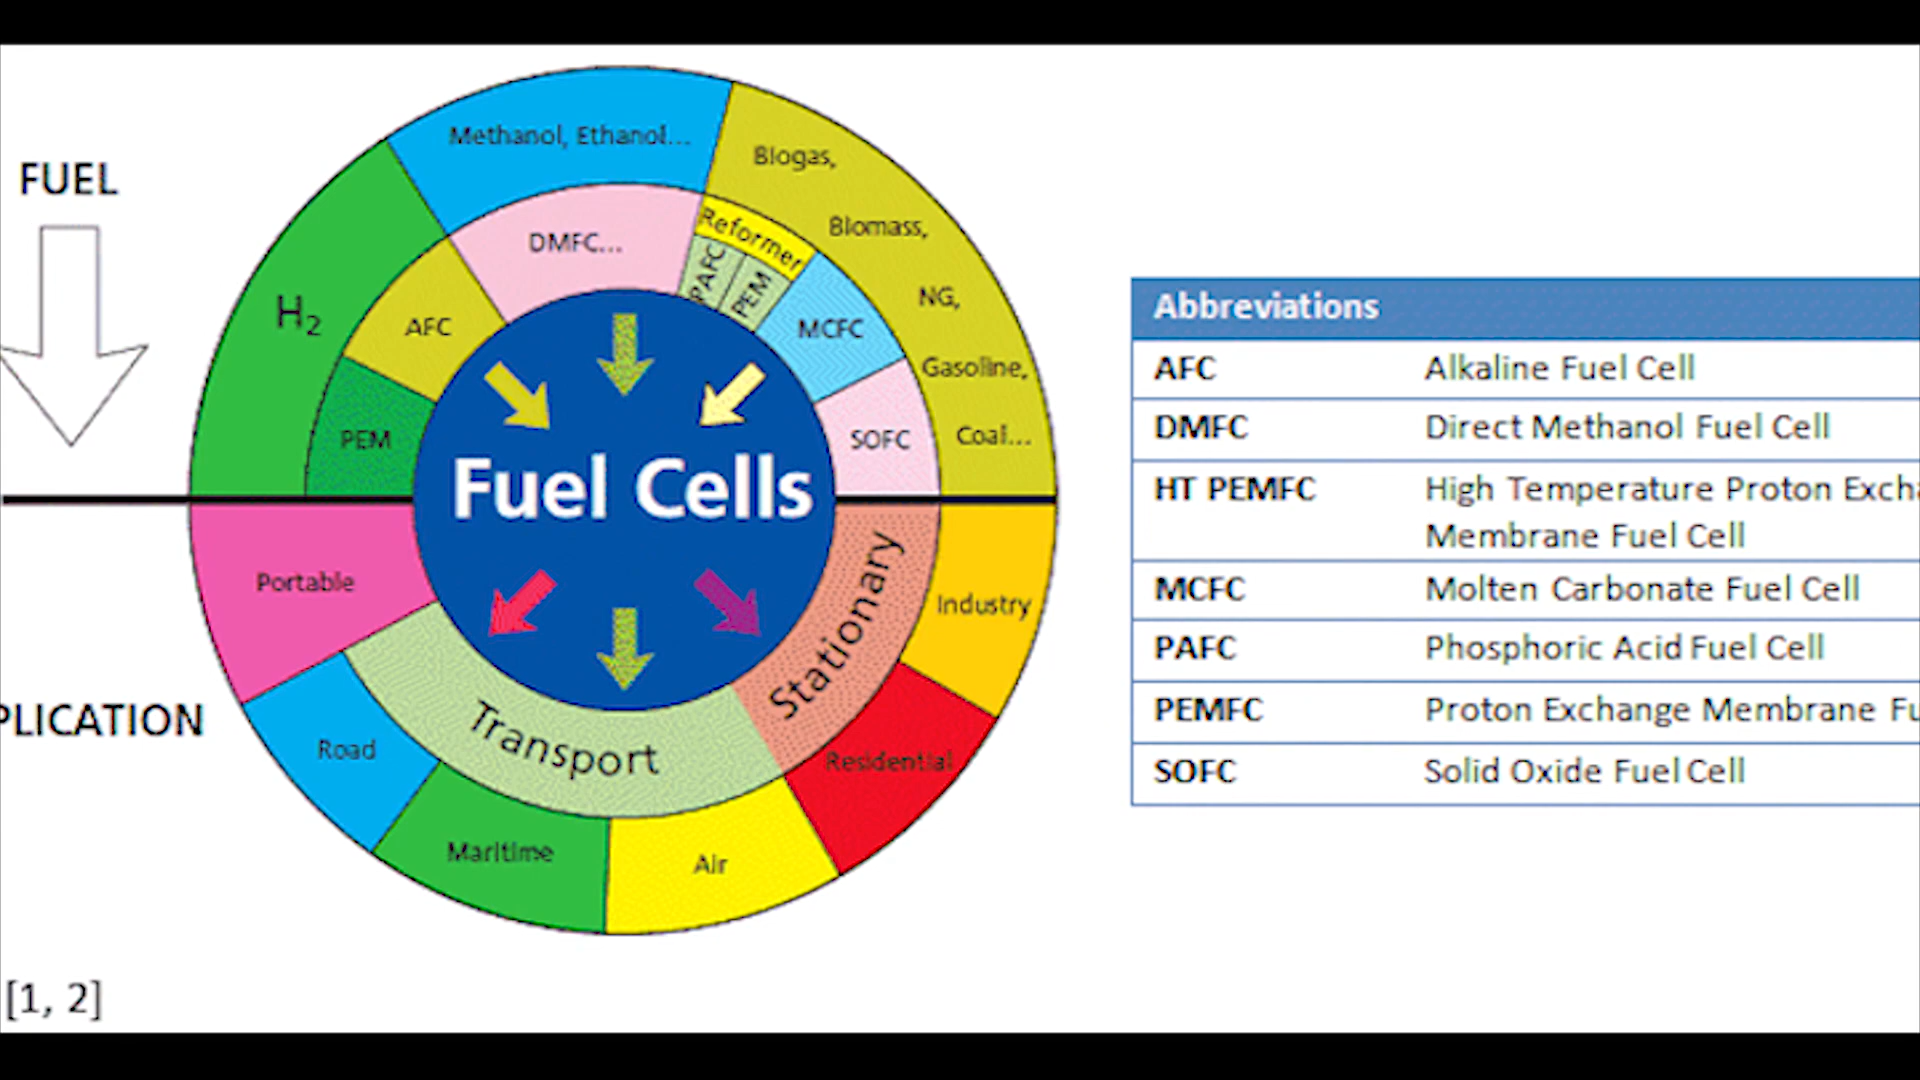 FUEL
Methanol, Ethanol...
Biogas,
Biomass,
NG,
Gasoline,
Coal...
H2
DMFC...
Reformer
PAFC
PEM
AFC
PEM
MCFC
SOFC
Fuel Cells
Portable
Transport
Stationary
Industry
Road
Residential
Maritime
Air
PLICATION
[1, 2]
Abbreviations
AFC Alkaline Fuel Cell
DMFC Direct Methanol Fuel Cell
HT PEMFC High Temperature Proton Excha
Membrane Fuel Cell
MCFC Molten Carbonate Fuel Cell
PAFC Phosphoric Acid Fuel Cell
PEMFC Proton Exchange Membrane Fu
SOFC Solid Oxide Fuel Cell